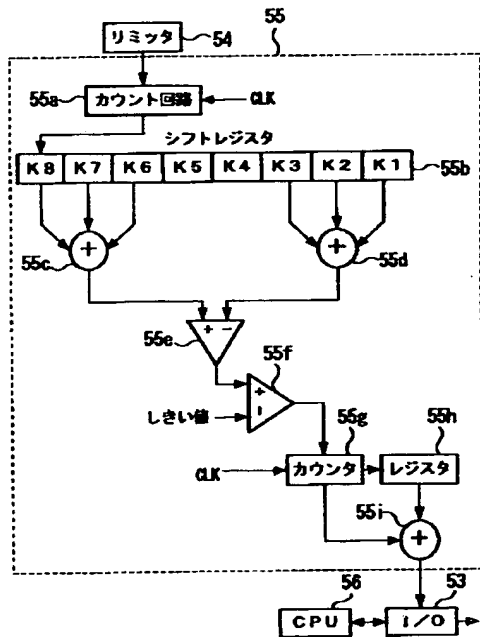 55
リミッタ
54
55a
カウント回路
CLK
シフトレジスタ
K8 K7 K6 K5 K4 K3 K2 K1
55b
+
55c
+
55d
+ −
55e
55f
+
−
しきい値
55g
55h
CLK
カウンタ
レジスタ
55i
+
56
53
CPU
I/O